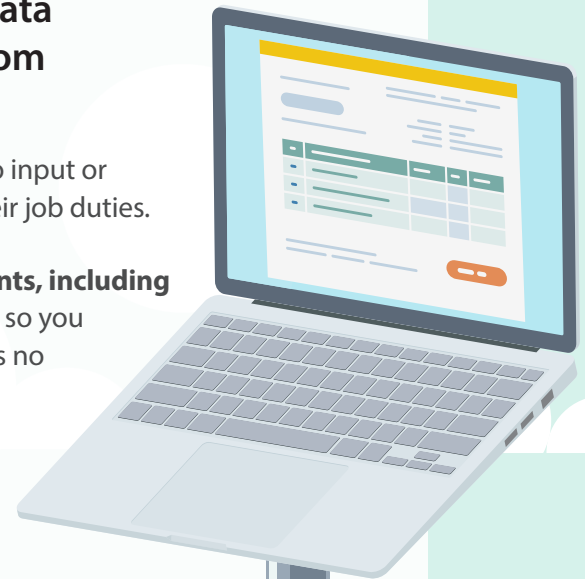 ata
om
o input or
eir job duties.
nts, including
so you
s no